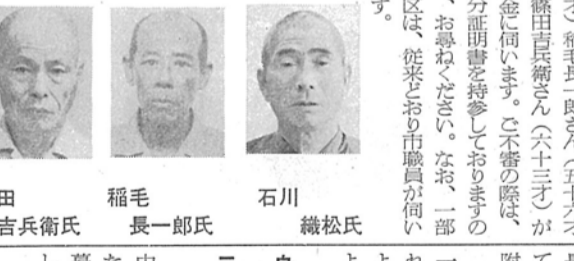 才）稲毛長一郎さん（五十六才
篠田吉兵衛さん（六十三才）が
金に伺います。ご不審の際は、
分証明書を持参しておりますの
、お尋ねください。なお、一部
区は、従来どおり市職員が伺い
す。
石川
織松氏
稲毛
長一郎氏
田
吉兵衛氏